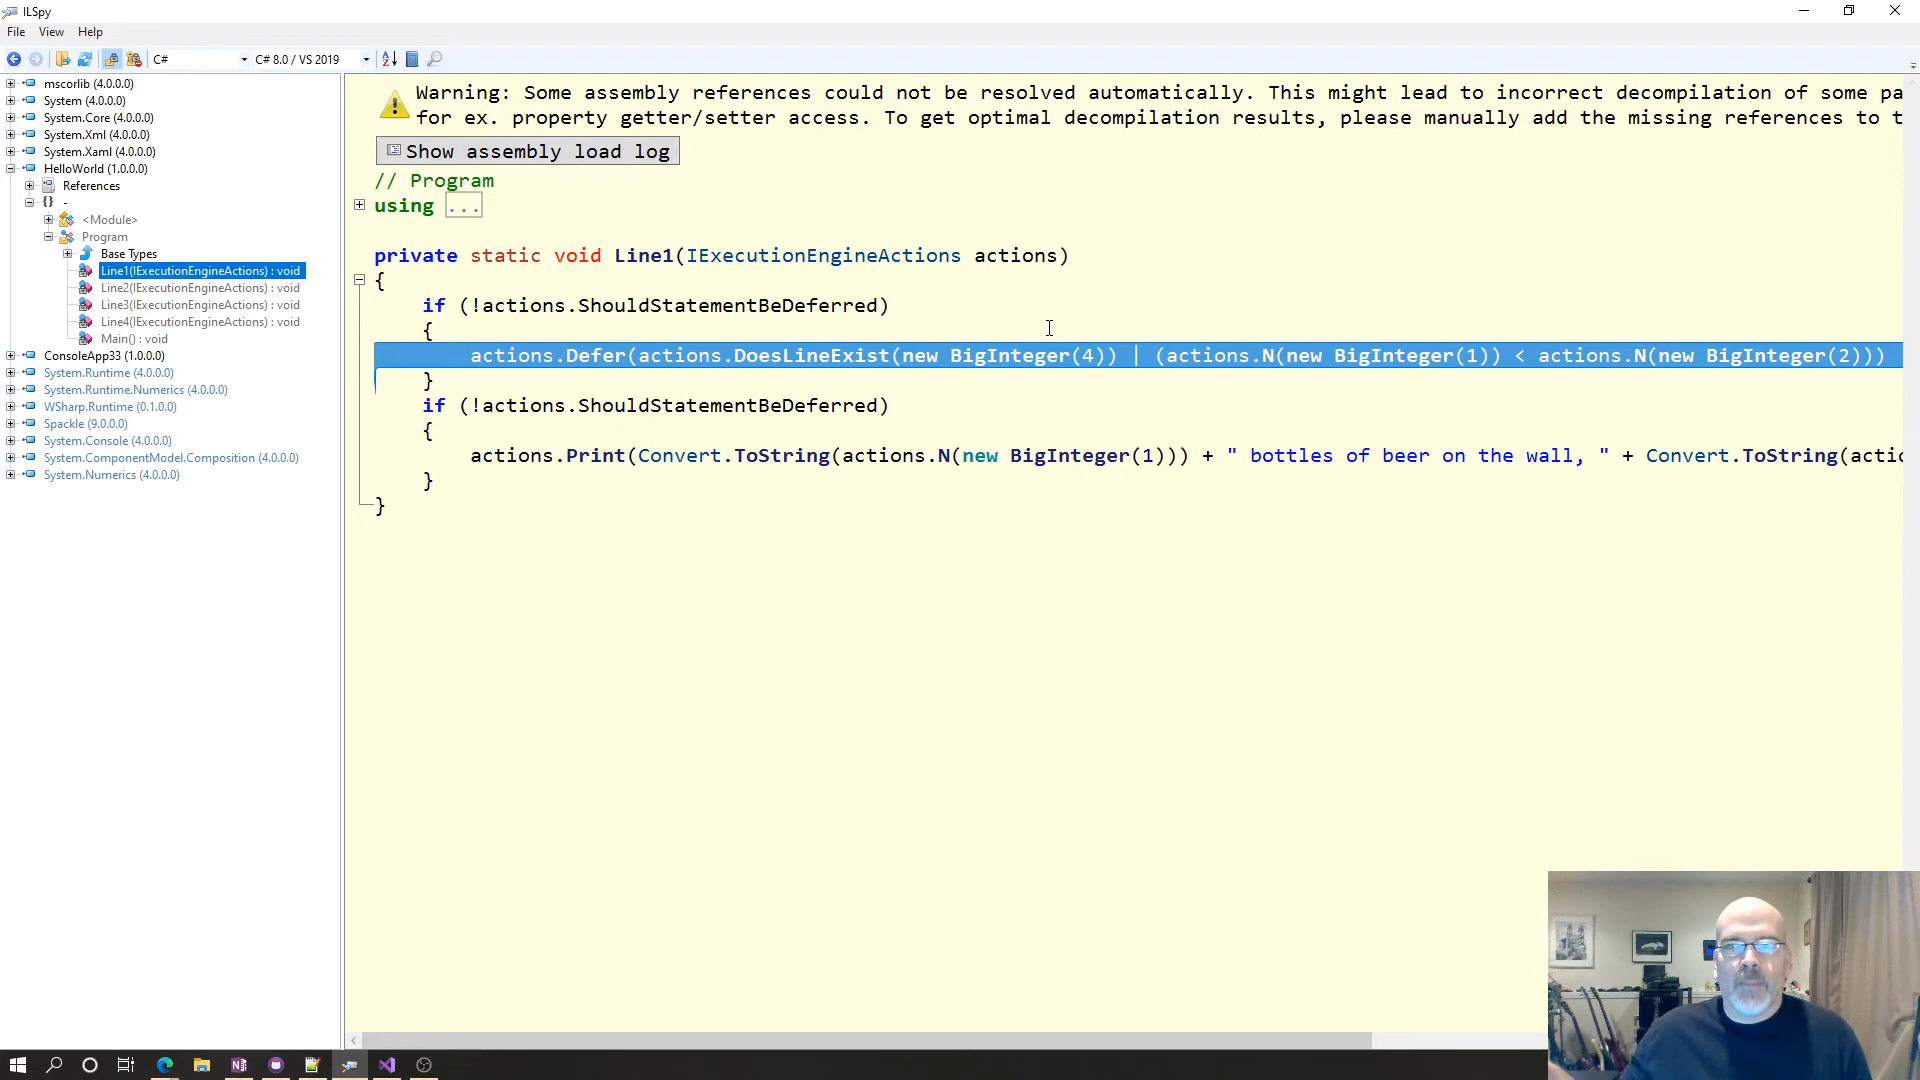 ILSpy
File View Help
C# C# 8.0 / VS 2019
mscorlib (4.0.0.0)
System (4.0.0.0)
System.Core (4.0.0.0)
System.Xml (4.0.0.0)
System.Xaml (4.0.0.0)
HelloWorld (1.0.0.0)
References
{} -
<Module>
Program
Base Types
Line1(IExecutionEngineActions) : void
Line2(IExecutionEngineActions) : void
Line3(IExecutionEngineActions) : void
Line4(IExecutionEngineActions) : void
Main() : void
ConsoleApp33 (1.0.0.0)
System.Runtime (4.0.0.0)
System.Runtime.Numerics (4.0.0.0)
WSharp.Runtime (0.1.0.0)
Spackle (9.0.0.0)
System.Console (4.0.0.0)
System.ComponentModel.Composition (4.0.0.0)
System.Numerics (4.0.0.0)
Warning: Some assembly references could not be resolved automatically. This might lead to incorrect decompilation of some pa
for ex. property getter/setter access. To get optimal decompilation results, please manually add the missing references to t
Show assembly load log
// Program
using ...
private static void Line1(IExecutionEngineActions actions)
{
if (!actions.ShouldStatementBeDeferred)
{
actions.Defer(actions.DoesLineExist(new BigInteger(4)) | (actions.N(new BigInteger(1)) < actions.N(new BigInteger(2)))
}
if (!actions.ShouldStatementBeDeferred)
{
actions.Print(Convert.ToString(actions.N(new BigInteger(1))) + " bottles of beer on the wall, " + Convert.ToString(actio
}
}